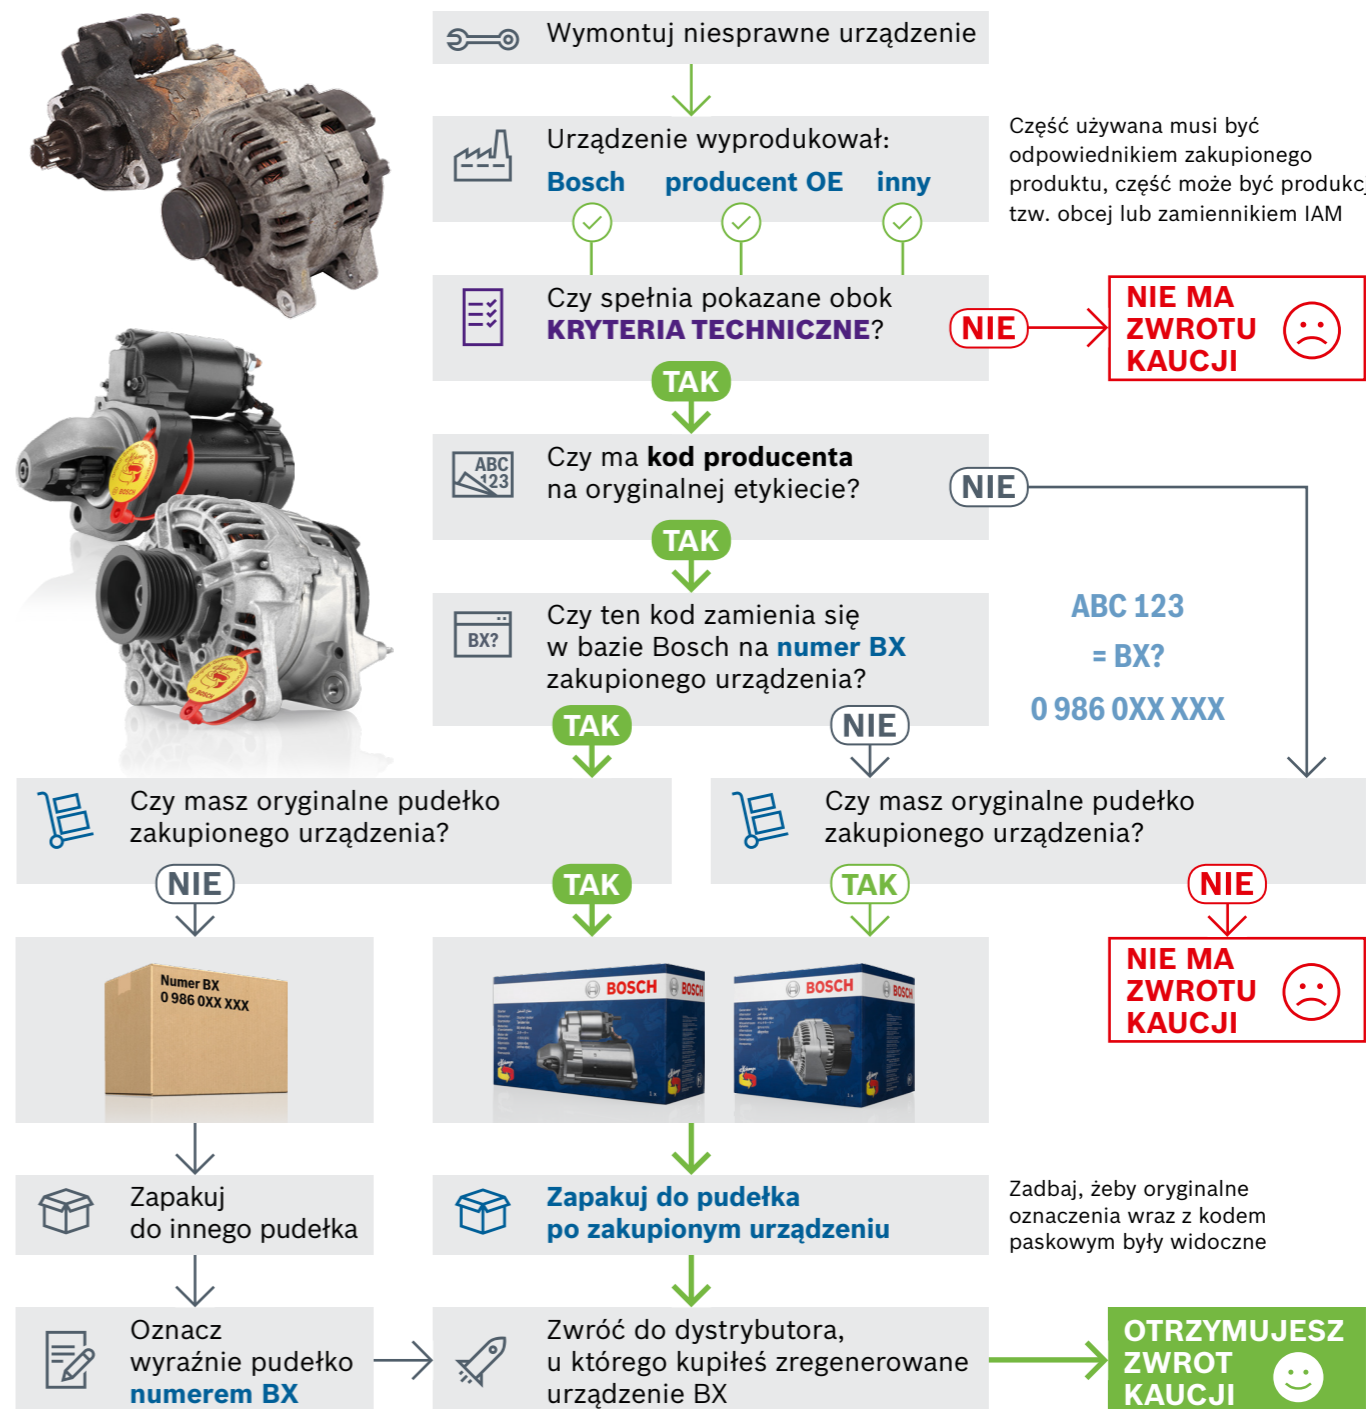 Wymontuj niesprawne urządzenie
Urządzenie wyprodukował:
Bosch producent OE inny
Część używana musi być
odpowiednikiem zakupionego
produktu, część może być produkcj
tzw. obcej lub zamiennikiem IAM
Czy spełnia pokazane obok
KRYTERIA TECHNICZNE?
NIE
NIE MA
ZWROTU
KAUCJI
TAK
ABC
123
Czy ma kod producenta
na oryginalnej etykiecie?
NIE
TAK
BX?
Czy ten kod zamienia się
w bazie Bosch na numer BX
zakupionego urządzenia?
ABC 123
= BX?
0 986 0XX XXX
TAK
NIE
Czy masz oryginalne pudełko
zakupionego urządzenia?
Czy masz oryginalne pudełko
zakupionego urządzenia?
NIE
TAK
TAK
NIE
Numer BX
0 986 0XX XXX
BOSCH
BOSCH
BOSCH
BOSCH
NIE MA
ZWROTU
KAUCJI
Zapakuj
do innego pudełka
Zapakuj do pudełka
po zakupionym urządzeniu
Zadbaj, żeby oryginalne
oznaczenia wraz z kodem
paskowym były widoczne
Oznacz
wyraźnie pudełko
numerem BX
Zwróć do dystrybutora,
u którego kupiłeś zregenerowane
urządzenie BX
OTRZYMUJESZ
ZWROT
KAUCJI